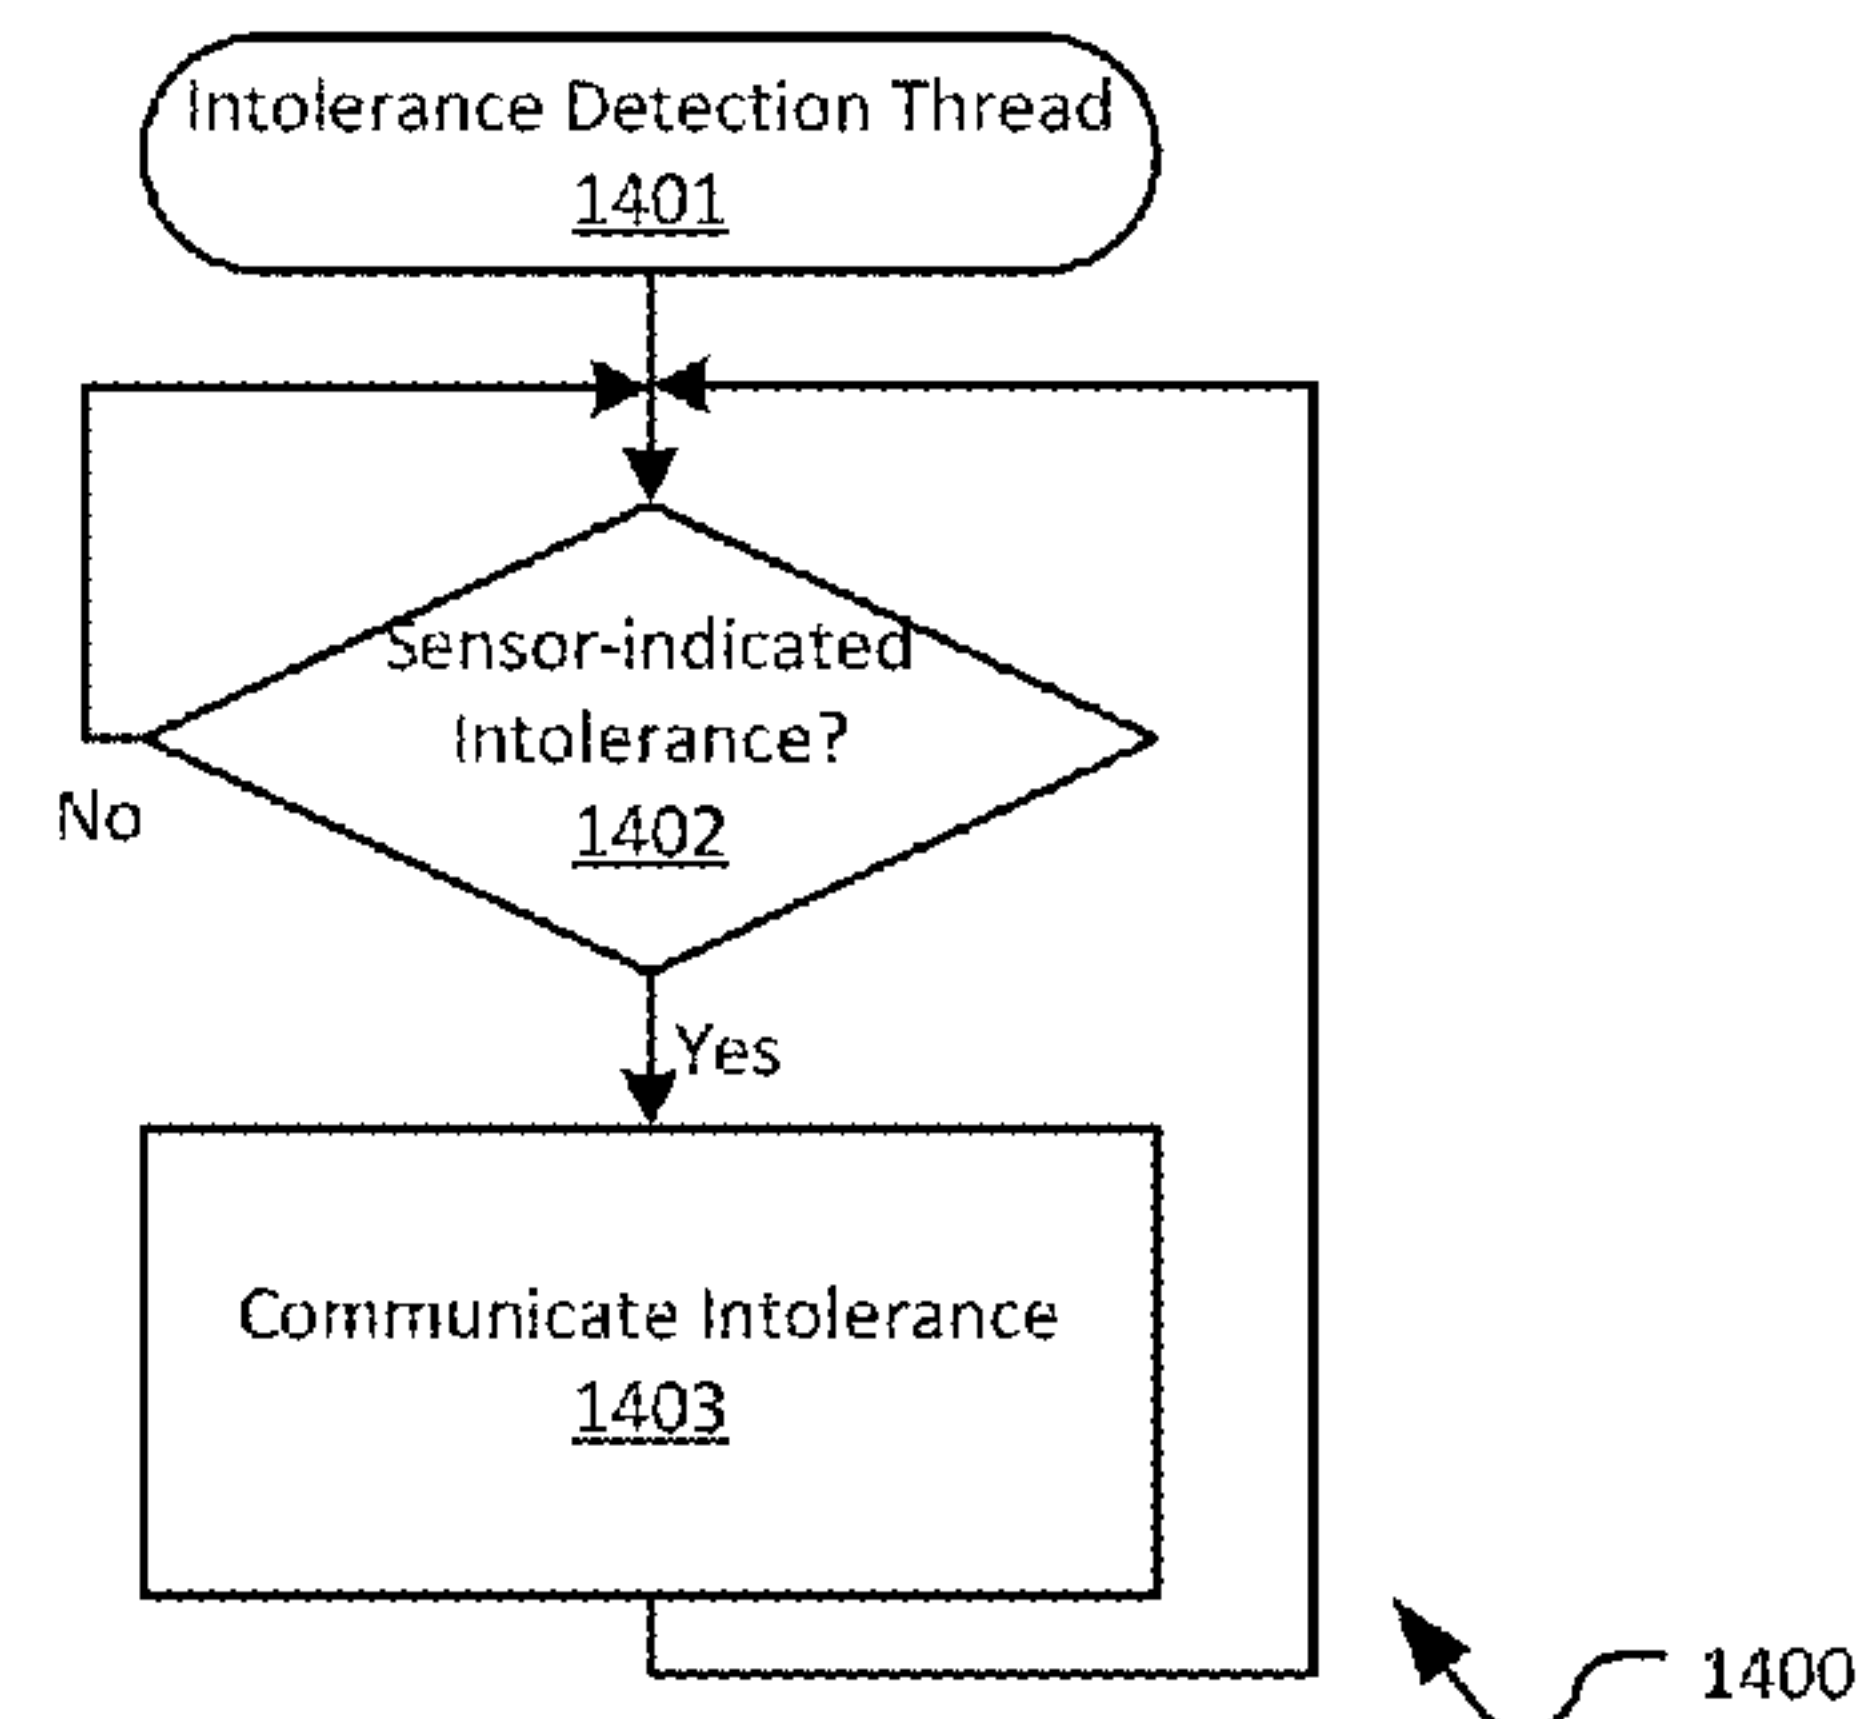 Intolerance Detection Thread
1401
Sensor-indicated
Intolerance?
1402
No
Yes
Communicate Intolerance
1403
1400